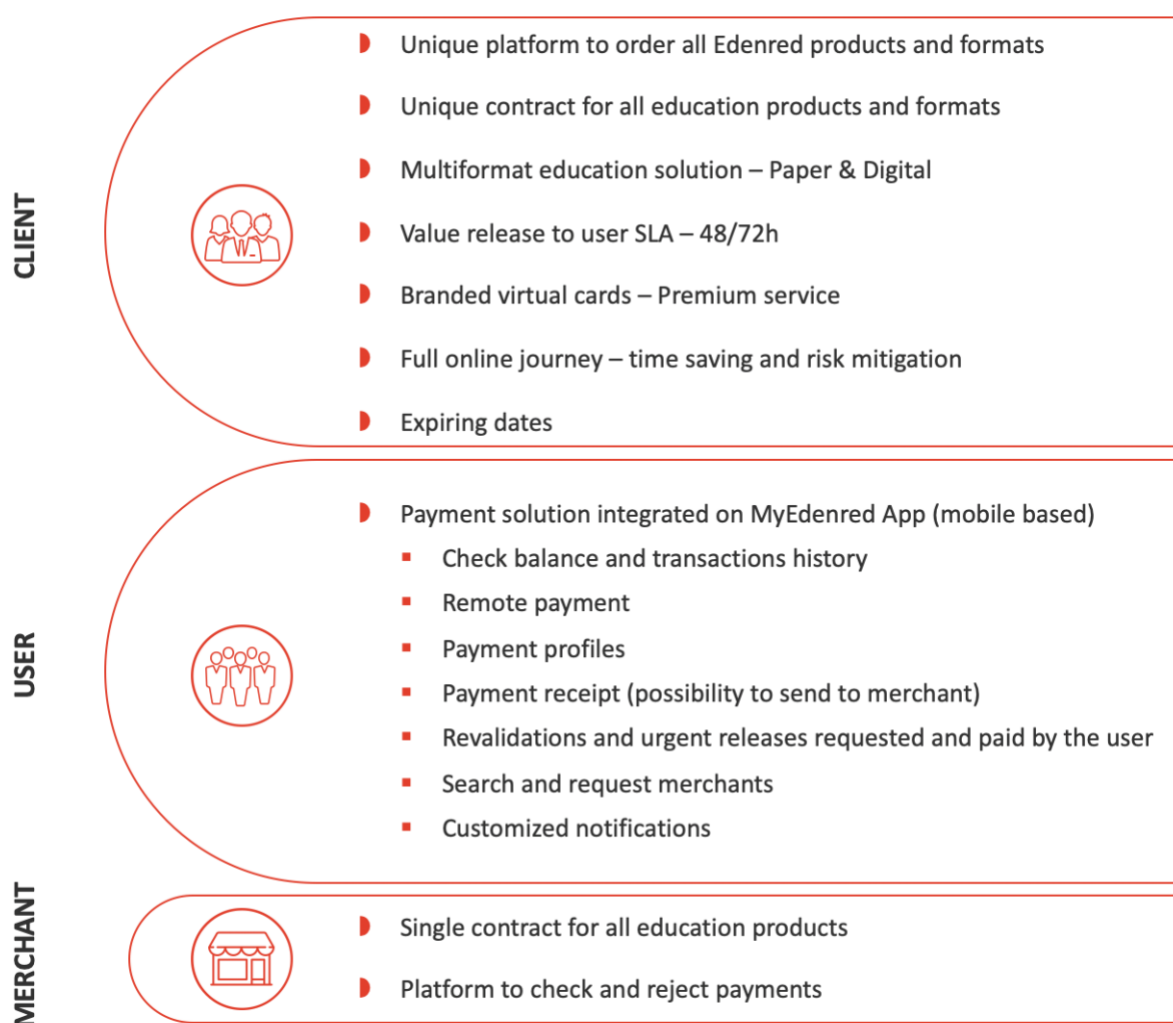 CLIENT
Unique platform to order all Edenred products and formats
Unique contract for all education products and formats
Multiformat education solution – Paper & Digital
Value release to user SLA – 48/72h
Branded virtual cards – Premium service
Full online journey – time saving and risk mitigation
Expiring dates
USER
Payment solution integrated on MyEdenred App (mobile based)
Check balance and transactions history
Remote payment
Payment profiles
Payment receipt (possibility to send to merchant)
Revalidations and urgent releases requested and paid by the user
Search and request merchants
Customized notifications
MERCHANT
Single contract for all education products
Platform to check and reject payments